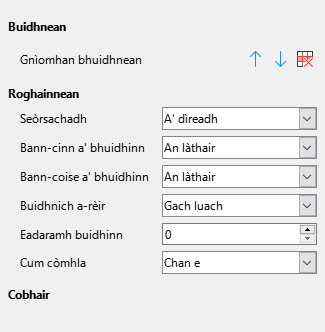 Buidhnean
Gnìomhan bhuidhnean
Roghainnean
Seòrsachadh A' dìreadh
Bann-cinn a' bhuidhinn An làthair
Bann-coise a' bhuidhinn An làthair
Buidhnich a-rèir Gach luach
Eadaramh buidhinn 0
Cum còmhla Chan e
Cobhair